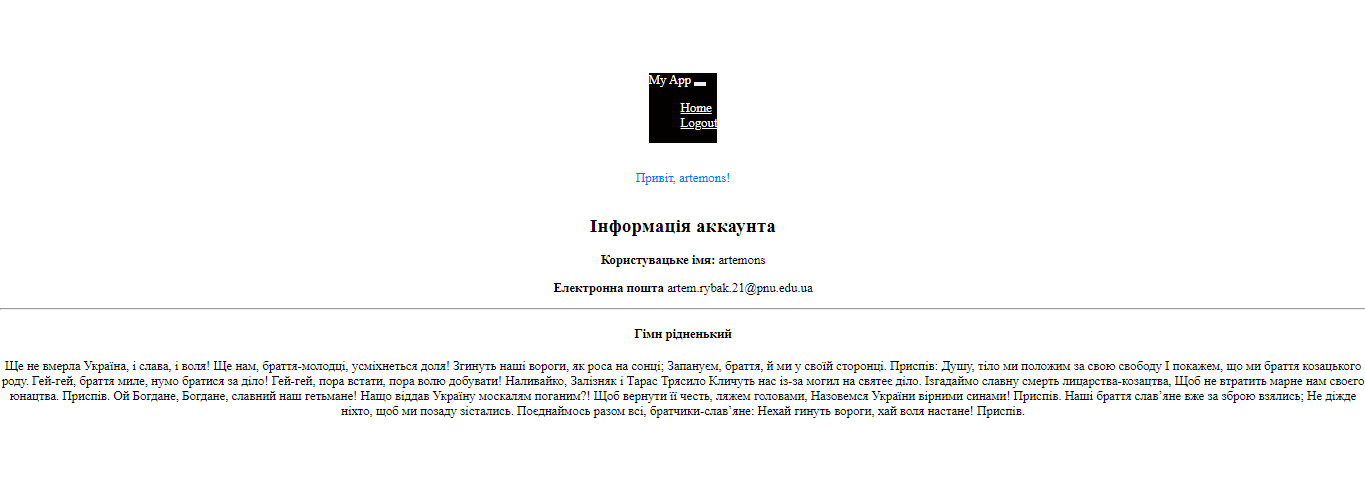 My App
Home
Logout
Привіт, artemons!
Інформація аккаунта
Користувацьке імя: artemons
Електронна пошта artem.rybak.21@pnu.edu.ua
Гімн рідненький
Ще не вмерла Україна, і слава, і воля! Ще нам, браття-молодці, усміхнеться доля! Згинуть наші вороги, як роса на сонці; Запануєм, браття, й ми у своїй сторонці. Приспів: Душу, тіло ми положим за свою свободу І покажем, що ми браття козацького
роду. Гей-гей, браття миле, нумо братися за діло! Гей-гей, пора встати, пора волю добувати! Наливайко, Залізняк і Тарас Трясило Кличуть нас із-за могил на святеє діло. Ізгадаймо славну смерть лицарства-козацтва, Щоб не втратить марне нам своєго
юнацтва. Приспів. Ой Богдане, Богдане, славний наш гетьмане! Нащо віддав Україну москалям поганим?! Щоб вернути її честь, ляжем головами, Назовемся України вірними синами! Приспів. Наші браття слав’яне вже за зброю взялись; Не діжде
ніхто, щоб ми позаду зістались. Поєднаймось разом всі, братчики-слав’яне: Нехай гинуть вороги, хай воля настане! Приспів.